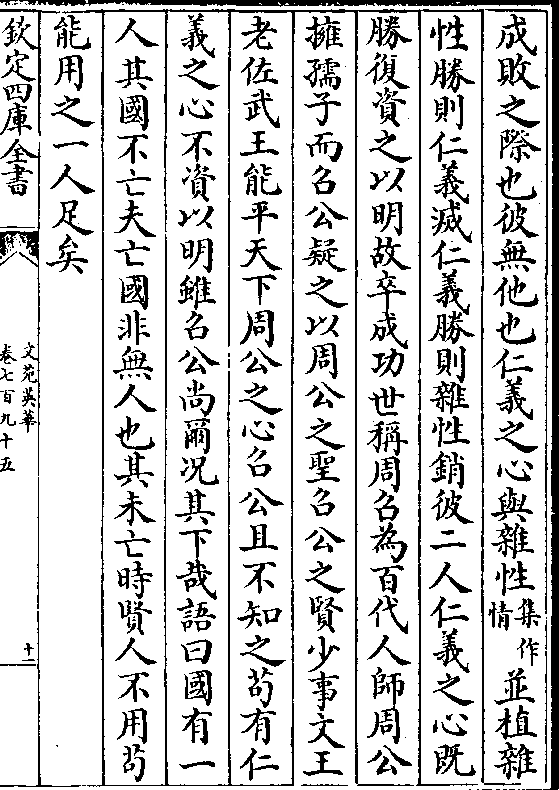 成敗之際也彼無他也仁義之心與雜性集作情並植雜
性勝則仁義滅仁義勝則雜性銷彼二人仁義之心既
勝復資之以明故卒成功世稱周召為百代人師周公
擁孺子而召公疑之以周公之聖召公之賢少事文王
老佐武王能平天下周公之心召公且不知之茍有仁
義之心不資以明雖召公尚爾况其下哉語曰國有一
人其國不亡夫亡國非無人也其未亡時賢人不用茍
能用之一人足矣
欽定四庫全書
文苑英華
卷七百九十五
十二